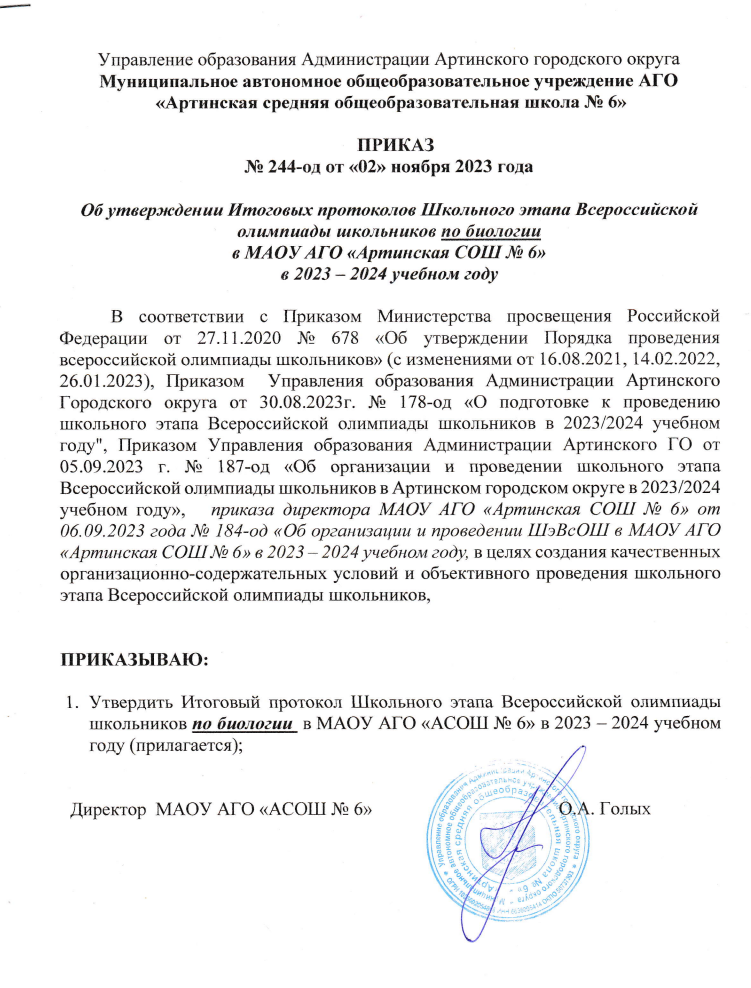 Управление образования Администрации Артинского городского округа
Муниципальное автономное общеобразовательное учреждение АГО
«Артинская средняя общеобразовательная школа № 6»
ПРИКАЗ
№ 244-од от «02» ноября 2023 года
Об утверждении Итоговых протоколов Школьного этапа Всероссийской
олимпиады школьников по биологии
в МАОУ АГО «Артинская СОШ № 6»
в 2023 – 2024 учебном году
В соответствии с Приказом Министерства просвещения Российской
Федерации от 27.11.2020 № 678 «Об утверждении Порядка проведения
всероссийской олимпиады школьников» (с изменениями от 16.08.2021, 14.02.2022,
26.01.2023), Приказом Управления образования Администрации Артинского
Городского округа от 30.08.2023г. № 178-од «О подготовке к проведению
школьного этапа Всероссийской олимпиады школьников в 2023/2024 учебном
году", Приказом Управления образования Администрации Артинского ГО от
05.09.2023 г. № 187-од «Об организации и проведении школьного этапа
Всероссийской олимпиады школьников в Артинском городском округе в 2023/2024
учебном году», приказа директора МАОУ АГО «Артинская СОШ № 6» от
06.09.2023 года № 184-од «Об организации и проведении ШэВсОШ в МАОУ АГО
«Артинская СОШ № 6» в 2023 – 2024 учебном году, в целях создания качественных
организационно-содержательных условий и объективного проведения школьного
этапа Всероссийской олимпиады школьников,
ПРИКАЗЫВАЮ:
1. Утвердить Итоговый протокол Школьного этапа Всероссийской олимпиады
школьников по биологии в МАОУ АГО «АСОШ № 6» в 2023 – 2024 учебном
году (прилагается);
Директор МАОУ АГО «АСОШ № 6» О.А. Голых